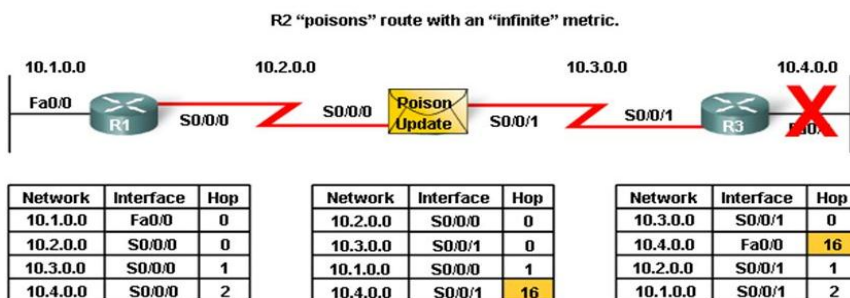 R2 “poisons” route with an “infinite” metric.
10.1.0.0 10.2.0.0 10.3.0.0 10.4.0.0
Fa0/0 R1 S0/0/0 S0/0/0 Poison Update S0/0/1 S0/0/1 R3
Network Interface Hop
10.1.0.0 Fa0/0 0
10.2.0.0 S0/0/0 0
10.3.0.0 S0/0/0 1
10.4.0.0 S0/0/0 2
Network Interface Hop
10.2.0.0 S0/0/0 0
10.3.0.0 S0/0/1 0
10.1.0.0 S0/0/0 1
10.4.0.0 S0/0/1 16
Network Interface Hop
10.3.0.0 S0/0/1 0
10.4.0.0 Fa0/0 16
10.2.0.0 S0/0/1 1
10.1.0.0 S0/0/1 2